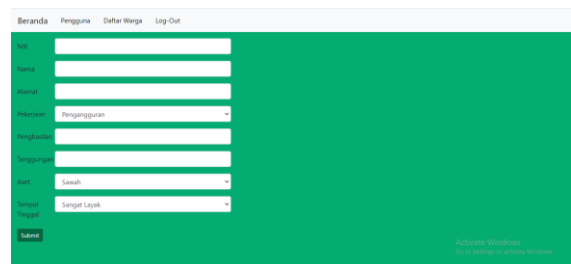 Beranda Pengguna Daftar Warga Log-Out
Nama
Alamat
Pekerjaan Pengangguran
Penghasilan
Tanggungan
Aset Sawah
Tempat Tinggal Sangat Layak
Submit
Activate Windows
Go to Settings to activate Windows.